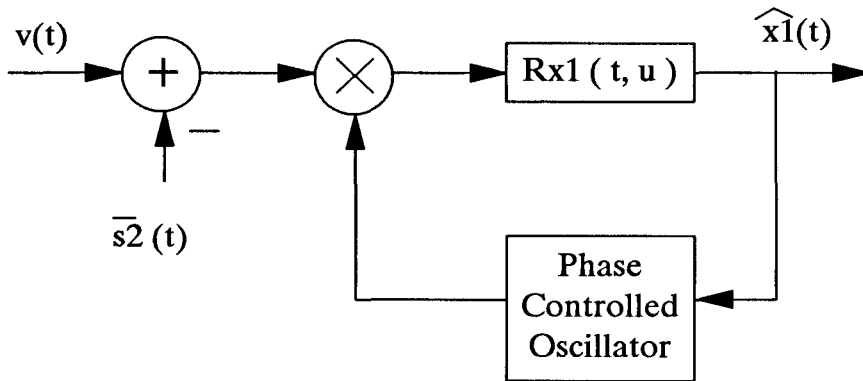 v(t)
x̂1(t)
+
×
Rx1 ( t, u )
−
s̄2 (t)
Phase
Controlled
Oscillator